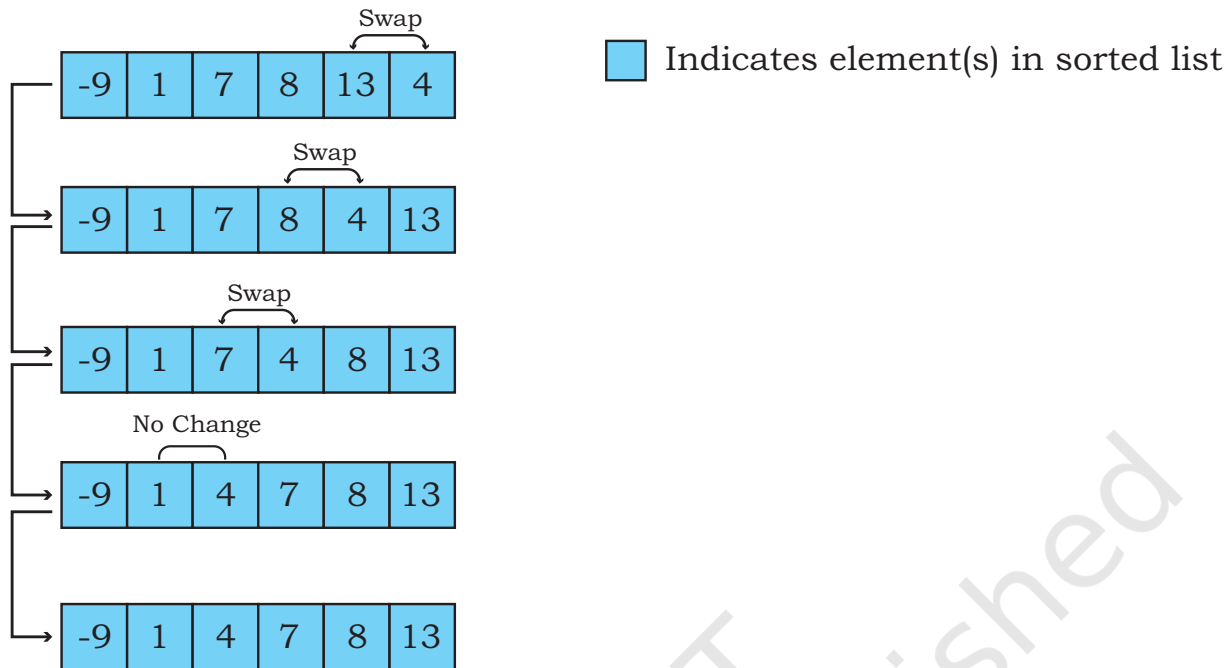 Swap
-9 1 7 8 13 4
Indicates element(s) in sorted list
Swap
-9 1 7 8 4 13
Swap
-9 1 7 4 8 13
No Change
-9 1 4 7 8 13
-9 1 4 7 8 13